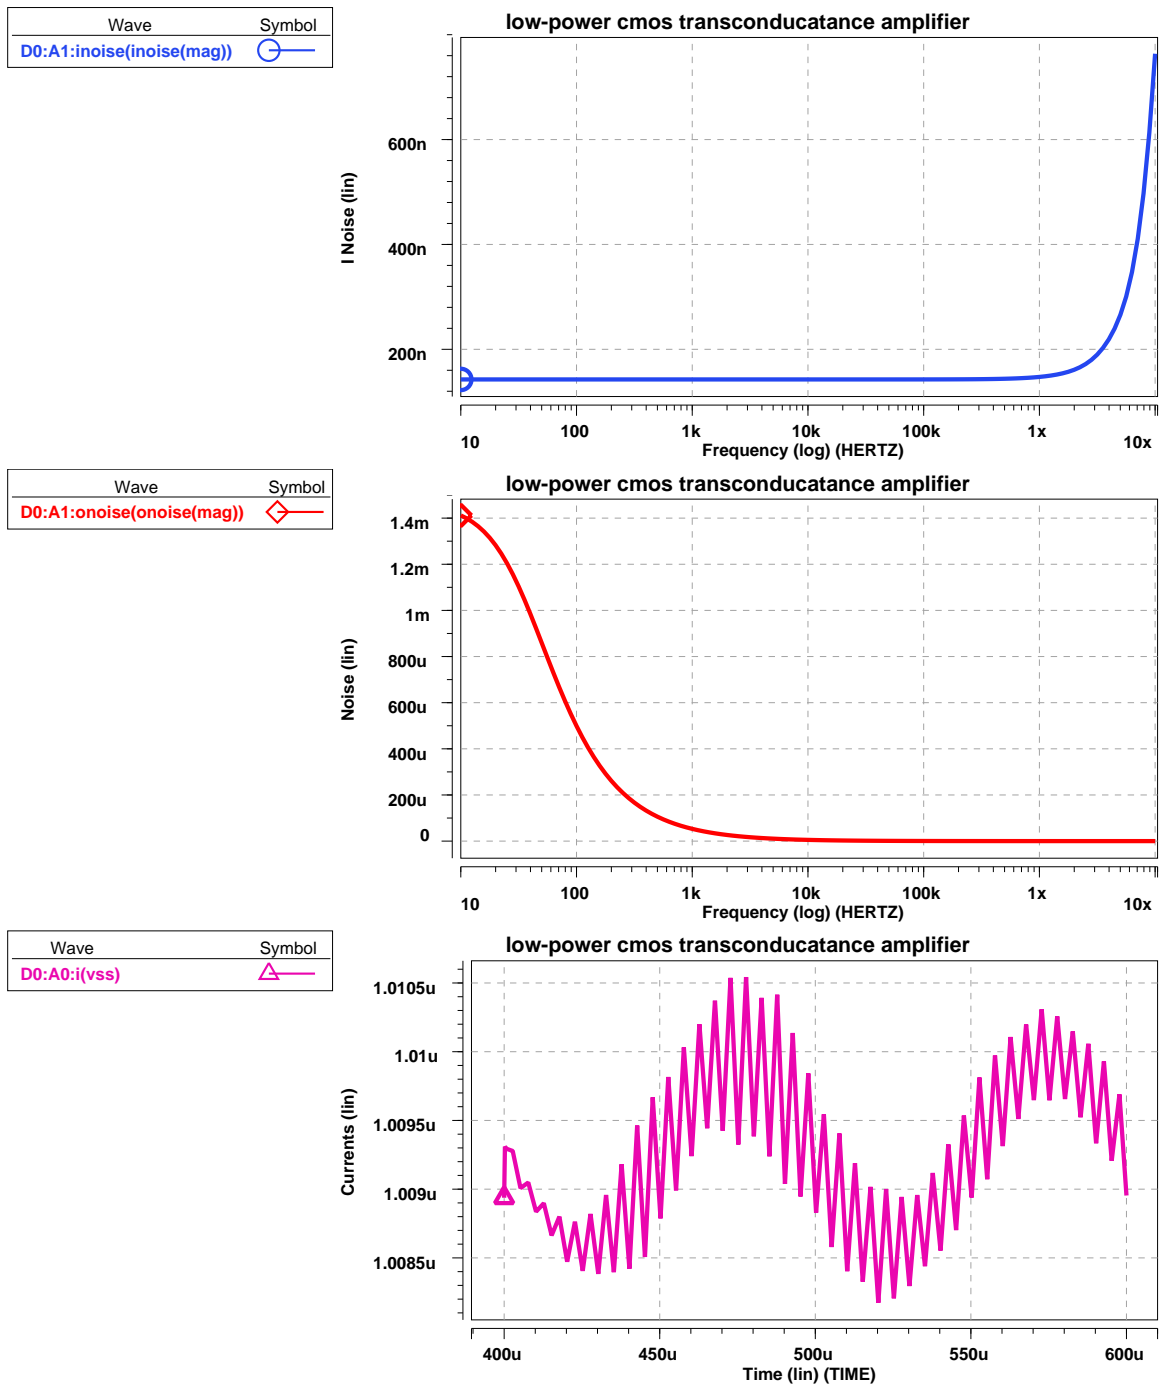 Wave Symbol
D0:A1:inoise(inoise(mag))
low-power cmos transconducatance amplifier
I Noise (lin)
600n
400n
200n
10 100 1k 10k 100k 1x 10x
Frequency (log) (HERTZ)
Wave Symbol
D0:A1:onoise(onoise(mag))
low-power cmos transconducatance amplifier
Noise (lin)
1.4m
1.2m
1m
800u
600u
400u
200u
0
10 100 1k 10k 100k 1x 10x
Frequency (log) (HERTZ)
Wave Symbol
D0:A0:i(vss)
low-power cmos transconducatance amplifier
Currents (lin)
1.0105u
1.01u
1.0095u
1.009u
1.0085u
400u 450u 500u 550u 600u
Time (lin) (TIME)